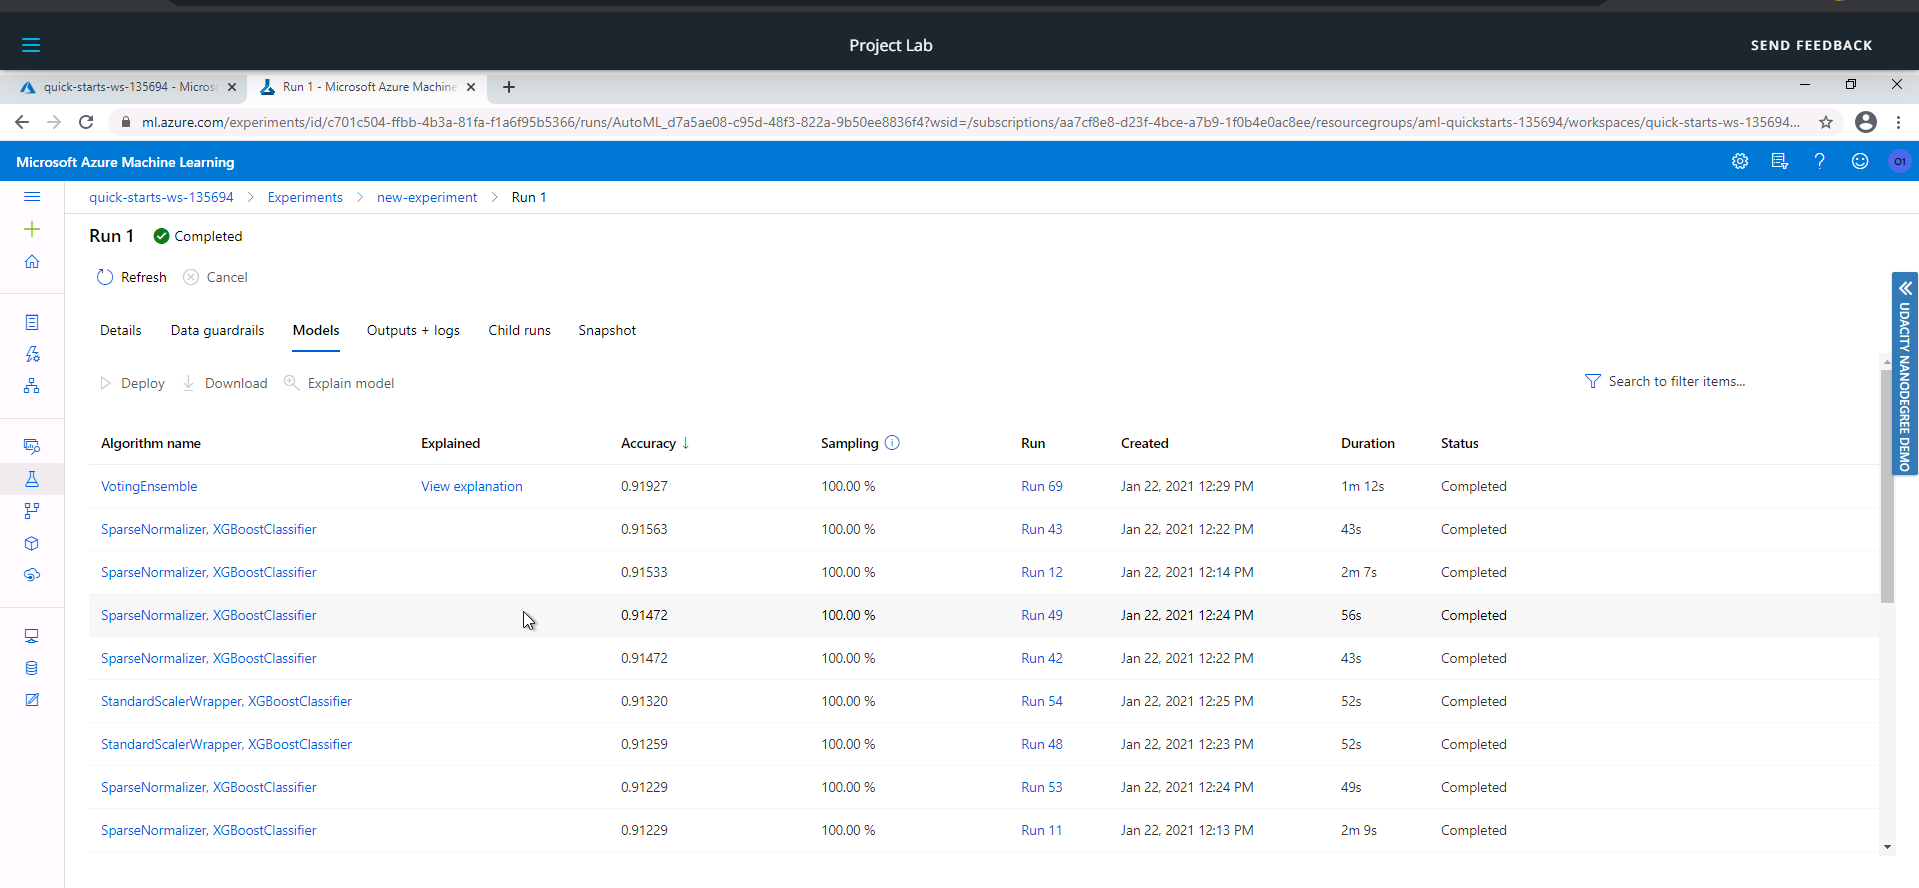 Project Lab
SEND FEEDBACK
quick-starts-ws-135694 - Micros
Run 1 - Microsoft Azure Machine
ml.azure.com/experiments/id/c701c504-ffbb-4b3a-81fa-f1a6f95b5366/runs/AutoML_d7a5ae08-c95d-48f3-822a-9b50ee8836f4?wsid=/subscriptions/aa7cf8e8-d23f-4bce-a7b9-1f0b4e0ac8ee/resourcegroups/aml-quickstarts-135694/workspaces/quick-starts-ws-135694...
Microsoft Azure Machine Learning
O1
quick-starts-ws-135694 > Experiments > new-experiment > Run 1
Run 1 Completed
Refresh Cancel
UDACITY NANODEGREE DEMO
Details Data guardrails Models Outputs + logs Child runs Snapshot
Deploy Download Explain model Search to filter items...
Algorithm name Explained Accuracy ↓ Sampling Run Created Duration Status
VotingEnsemble View explanation 0.91927 100.00 % Run 69 Jan 22, 2021 12:29 PM 1m 12s Completed
SparseNormalizer, XGBoostClassifier 0.91563 100.00 % Run 43 Jan 22, 2021 12:22 PM 43s Completed
SparseNormalizer, XGBoostClassifier 0.91533 100.00 % Run 12 Jan 22, 2021 12:14 PM 2m 7s Completed
SparseNormalizer, XGBoostClassifier 0.91472 100.00 % Run 49 Jan 22, 2021 12:24 PM 56s Completed
SparseNormalizer, XGBoostClassifier 0.91472 100.00 % Run 42 Jan 22, 2021 12:22 PM 43s Completed
StandardScalerWrapper, XGBoostClassifier 0.91320 100.00 % Run 54 Jan 22, 2021 12:25 PM 52s Completed
StandardScalerWrapper, XGBoostClassifier 0.91259 100.00 % Run 48 Jan 22, 2021 12:23 PM 52s Completed
SparseNormalizer, XGBoostClassifier 0.91229 100.00 % Run 53 Jan 22, 2021 12:24 PM 49s Completed
SparseNormalizer, XGBoostClassifier 0.91229 100.00 % Run 11 Jan 22, 2021 12:13 PM 2m 9s Completed